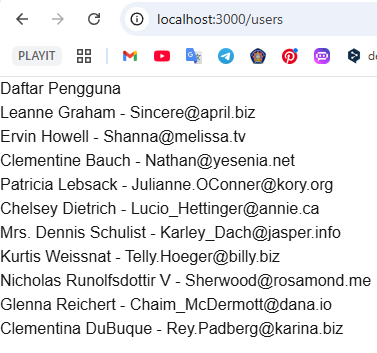 localhost:3000/users
PLAYIT
de
Daftar Pengguna
Leanne Graham - Sincere@april.biz
Ervin Howell - Shanna@melissa.tv
Clementine Bauch - Nathan@yesenia.net
Patricia Lebsack - Julianne.OConner@kory.org
Chelsey Dietrich - Lucio_Hettinger@annie.ca
Mrs. Dennis Schulist - Karley_Dach@jasper.info
Kurtis Weissnat - Telly.Hoeger@billy.biz
Nicholas Runolfsdottir V - Sherwood@rosamond.me
Glenna Reichert - Chaim_McDermott@dana.io
Clementina DuBuque - Rey.Padberg@karina.biz